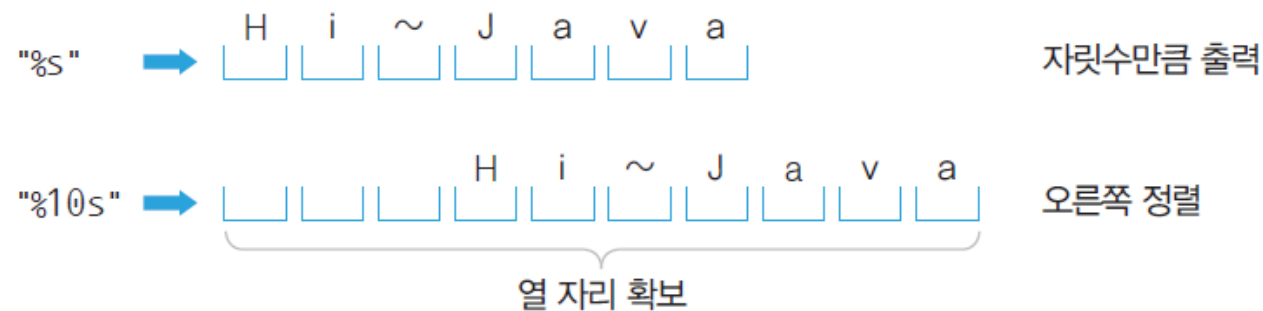 H i ~ J a v a
"%s" 자릿수만큼 출력
H i ~ J a v a
"%10s" 오른쪽 정렬
열 자리 확보